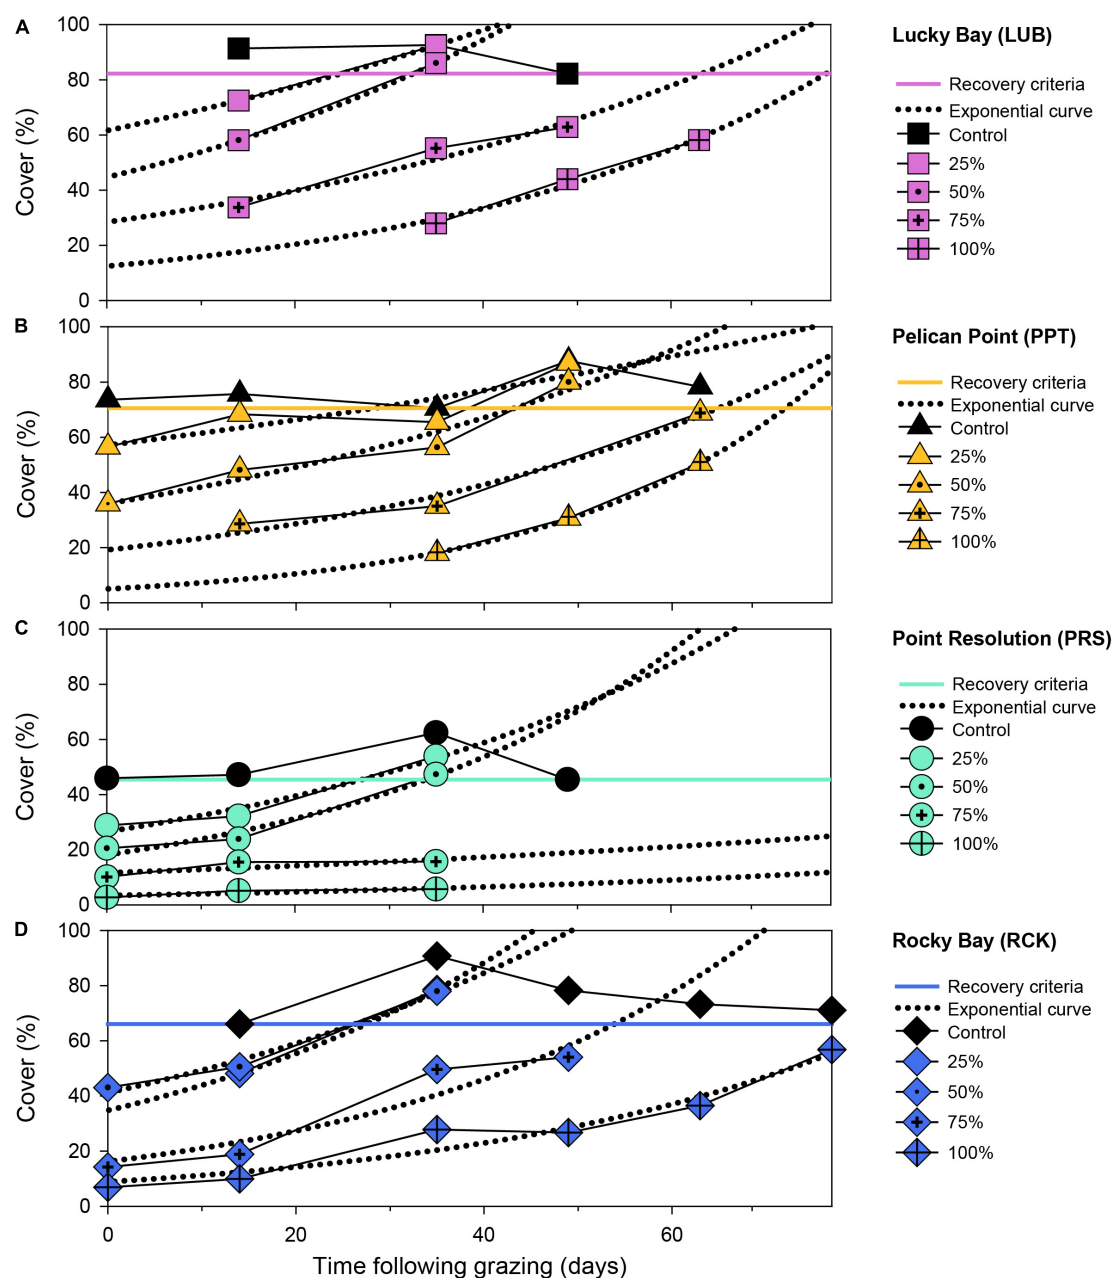 A
Cover (%)
100
80
60
40
20
0
Lucky Bay (LUB)
Recovery criteria
Exponential curve
Control
25%
50%
75%
100%
B
Cover (%)
100
80
60
40
20
0
Pelican Point (PPT)
Recovery criteria
Exponential curve
Control
25%
50%
75%
100%
C
Cover (%)
100
80
60
40
20
0
Point Resolution (PRS)
Recovery criteria
Exponential curve
Control
25%
50%
75%
100%
D
Cover (%)
100
80
60
40
20
0
Rocky Bay (RCK)
Recovery criteria
Exponential curve
Control
25%
50%
75%
100%
0 20 40 60
Time following grazing (days)